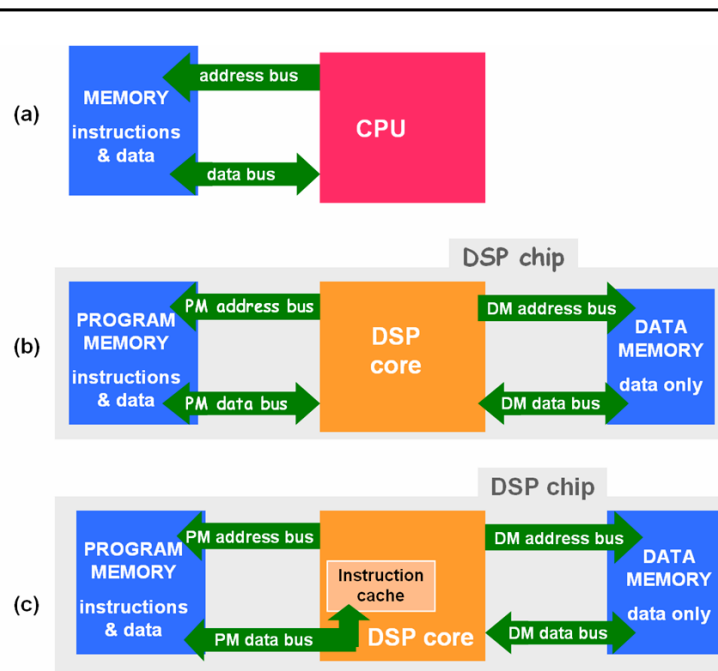 (a)
MEMORY
instructions
& data
address bus
data bus
CPU
DSP chip
(b)
PROGRAM
MEMORY
instructions
& data
PM address bus
PM data bus
DSP
core
DM address bus
DM data bus
DATA
MEMORY
data only
DSP chip
(c)
PROGRAM
MEMORY
instructions
& data
PM address bus
PM data bus
Instruction
cache
DSP core
DM address bus
DM data bus
DATA
MEMORY
data only